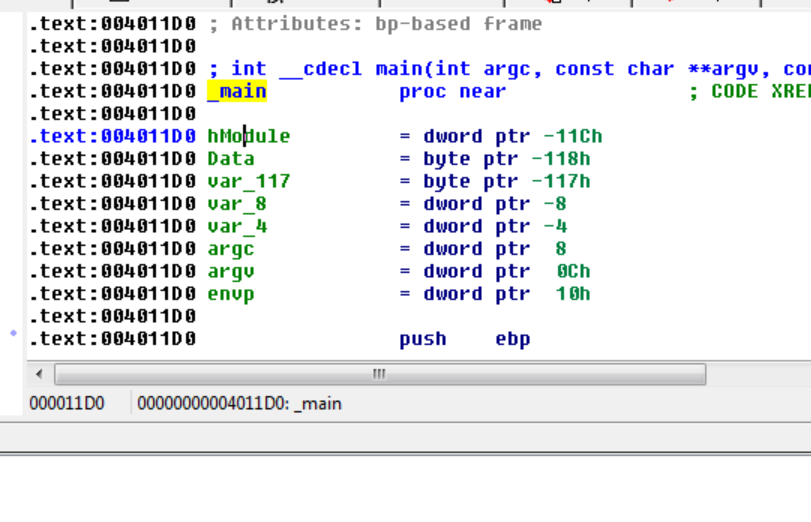 .text:004011D0 ; Attributes: bp-based frame
.text:004011D0
.text:004011D0 ; int __cdecl main(int argc, const char **argv, con
.text:004011D0 _main proc near ; CODE XREF
.text:004011D0
.text:004011D0 hModule = dword ptr -11Ch
.text:004011D0 Data = byte ptr -118h
.text:004011D0 var_117 = byte ptr -117h
.text:004011D0 var_8 = dword ptr -8
.text:004011D0 var_4 = dword ptr -4
.text:004011D0 argc = dword ptr 8
.text:004011D0 argv = dword ptr 0Ch
.text:004011D0 envp = dword ptr 10h
.text:004011D0
.text:004011D0 push ebp
000011D0 00000000004011D0: _main